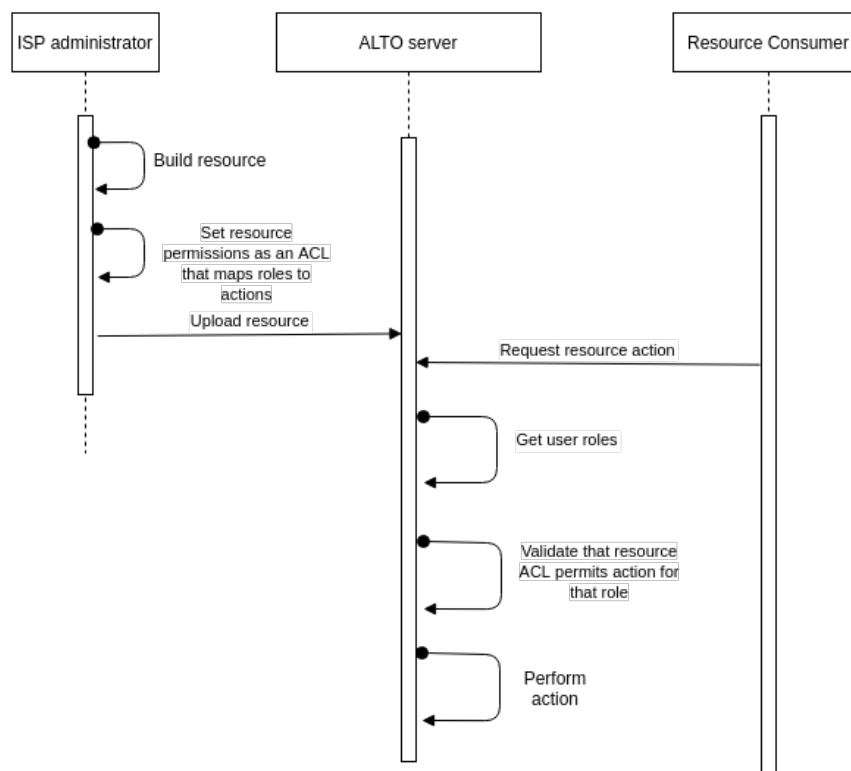 ISP administrator
ALTO server
Resource Consumer
Build resource
Set resource
permissions as an ACL
that maps roles to
actions
Upload resource
Request resource action
Get user roles
Validate that resource
ACL permits action for
that role
Perform
action